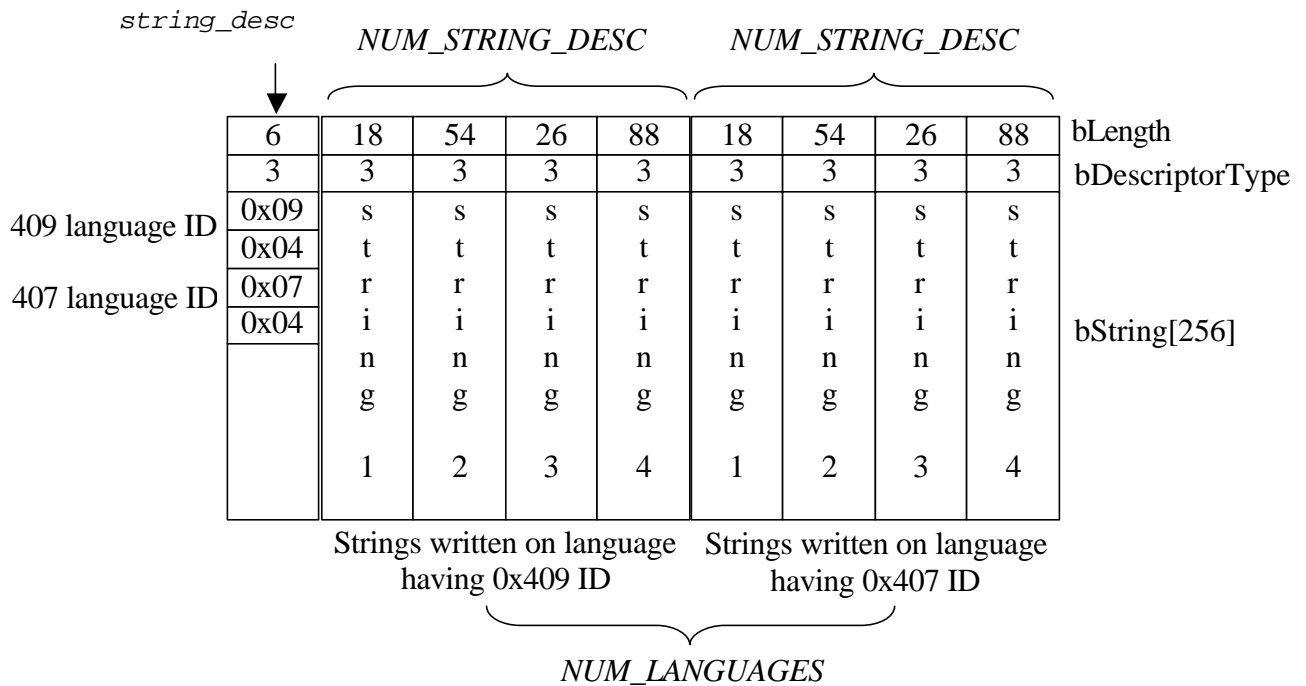 string_desc
NUM_STRING_DESC NUM_STRING_DESC
6 18 54 26 88 18 54 26 88 bLength
3 3 3 3 3 3 3 3 3 bDescriptorType
409 language ID 0x09 s s s s s s s s
0x04 t t t t t t t t
407 language ID 0x07 r r r r r r r r
0x04 i i i i i i i i bString[256]
n n n n n n n n
g g g g g g g g
1 2 3 4 1 2 3 4
Strings written on language Strings written on language
having 0x409 ID having 0x407 ID
NUM_LANGUAGES